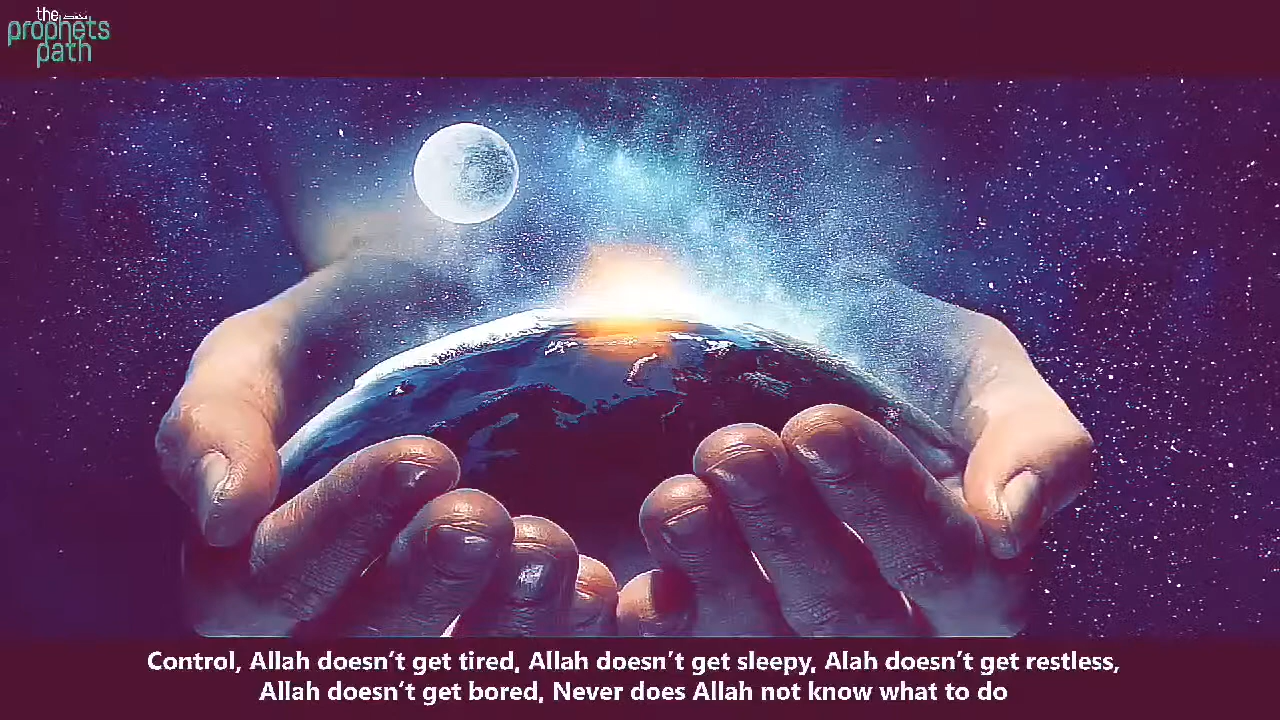 the
prophets
path
Control, Allah doesn't get tired, Allah doesn't get sleepy, Alah doesn't get restless,
Allah doesn't get bored, Never does Allah not know what to do